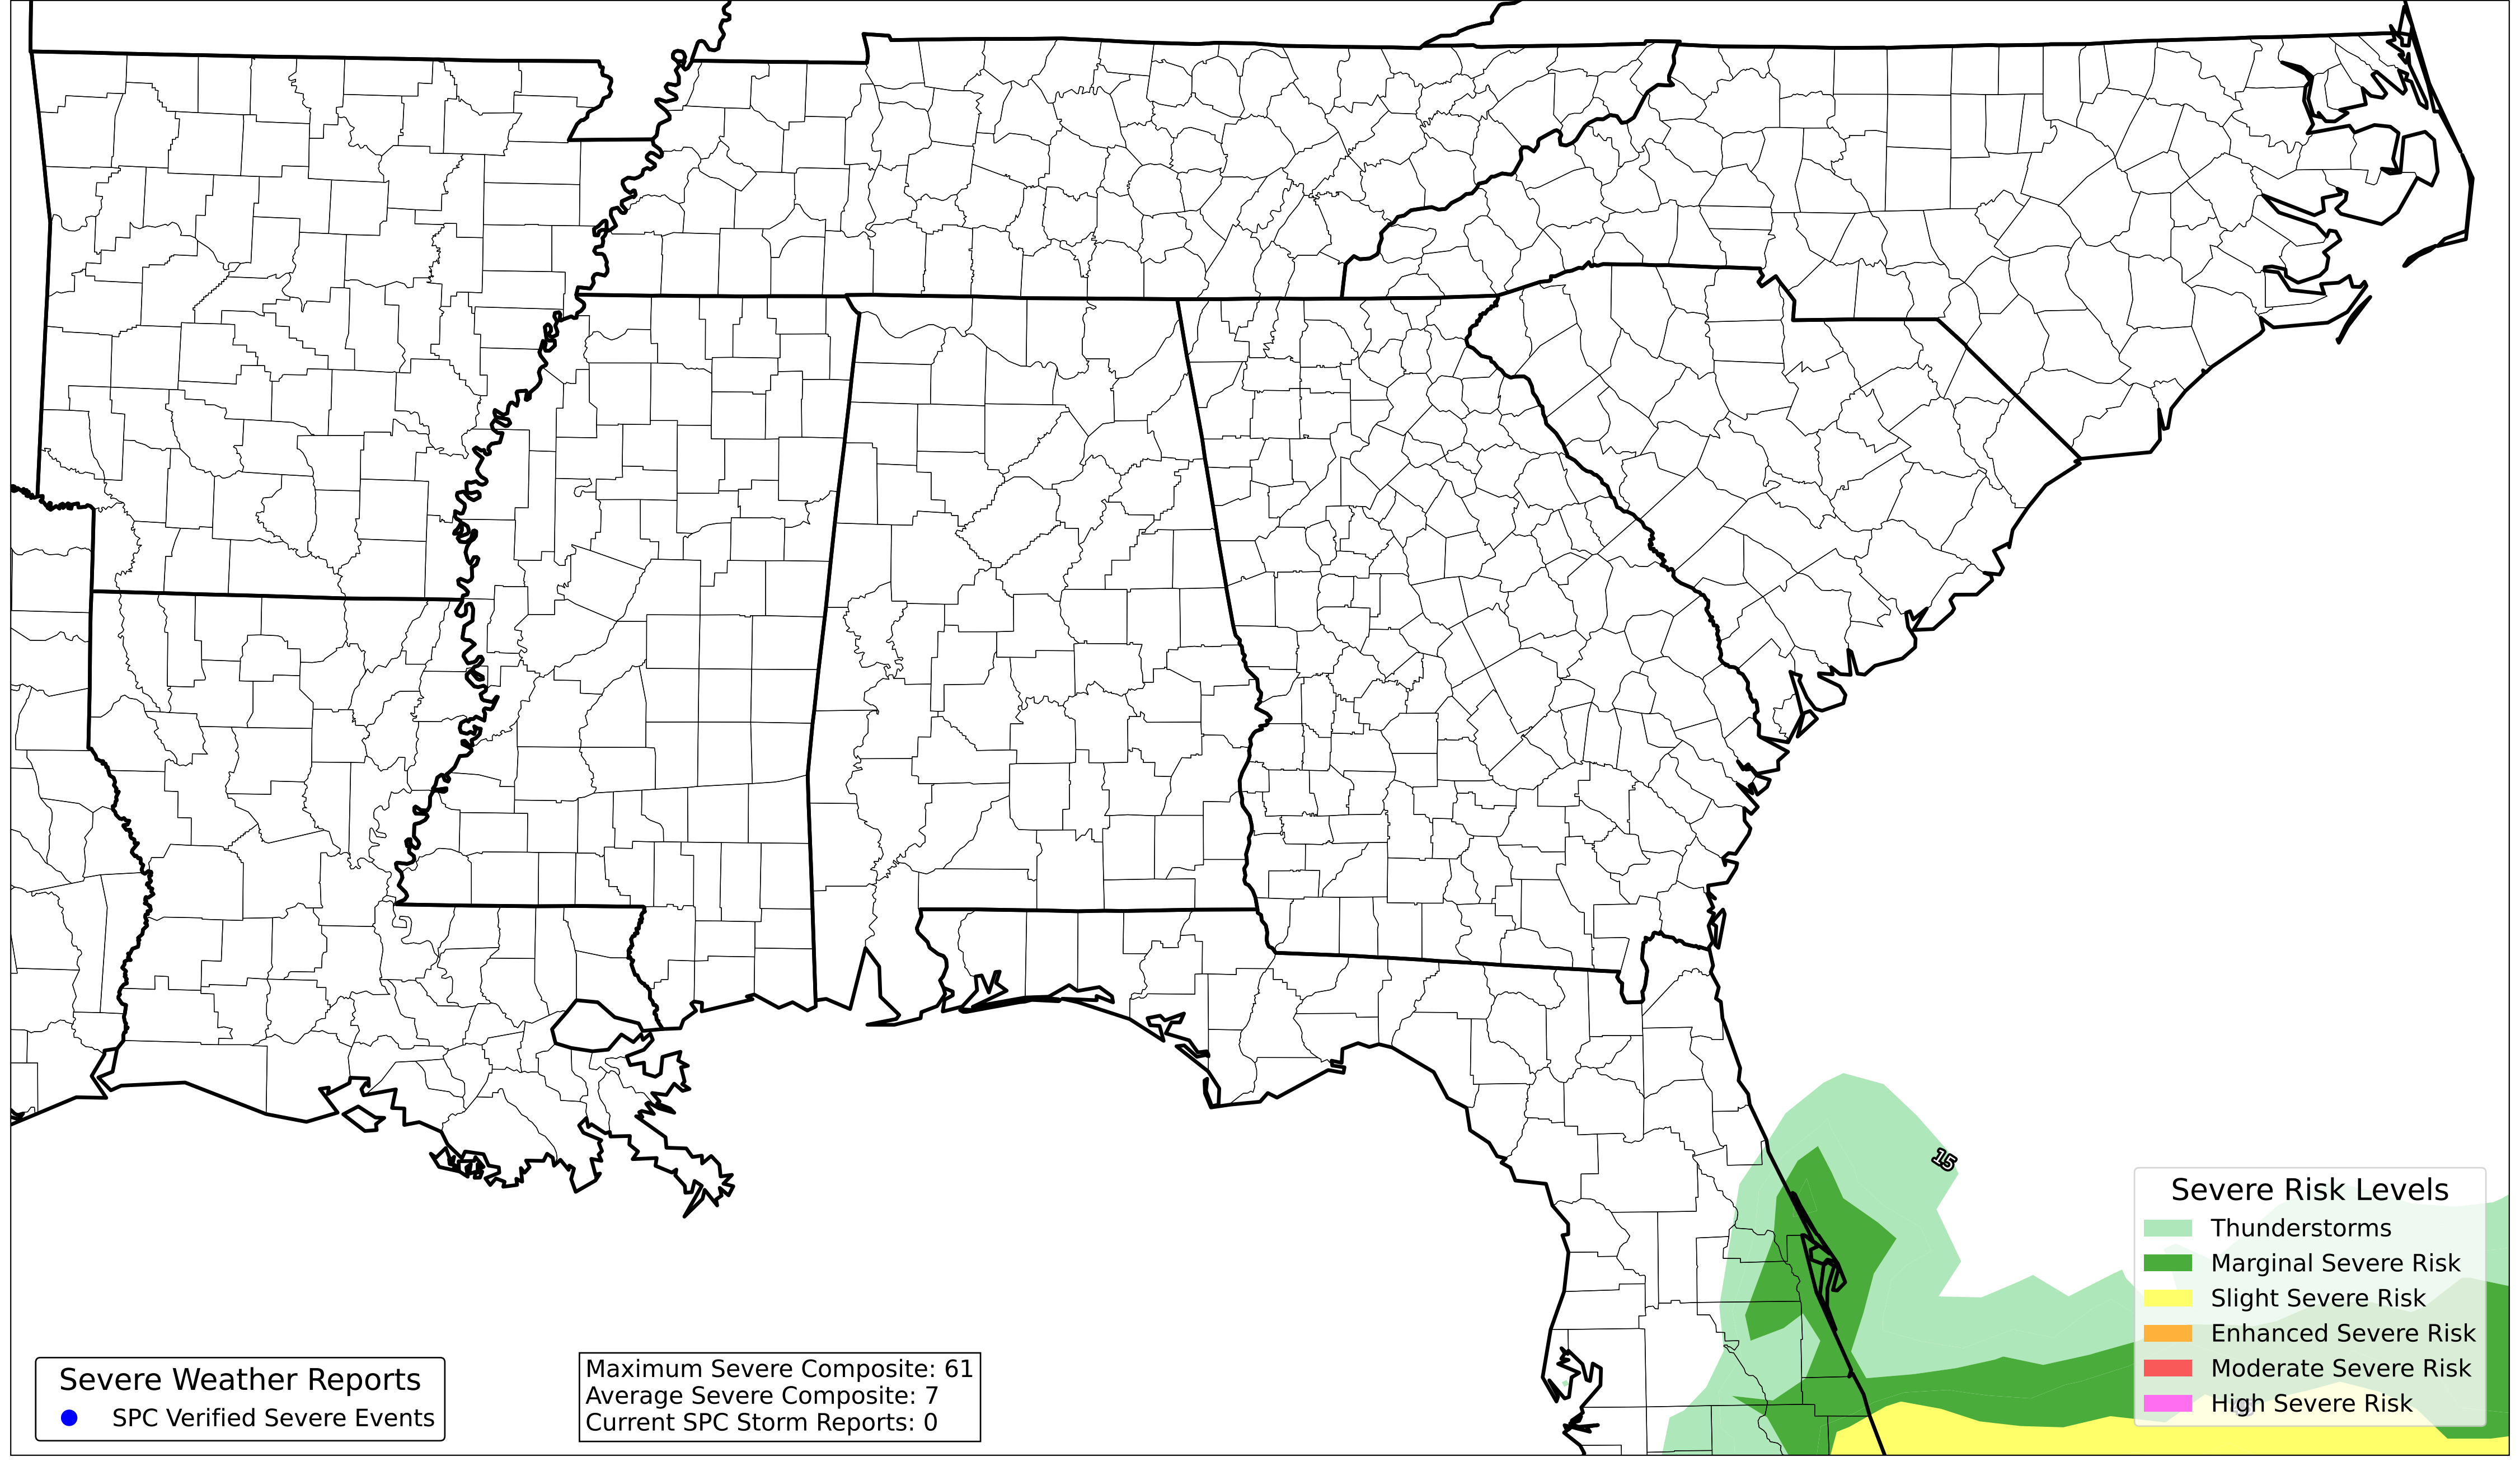 15
Severe Risk Levels
Thunderstorms
Marginal Severe Risk
Slight Severe Risk
Enhanced Severe Risk
Moderate Severe Risk
High Severe Risk
Severe Weather Reports
SPC Verified Severe Events
Maximum Severe Composite: 61
Average Severe Composite: 7
Current SPC Storm Reports: 0